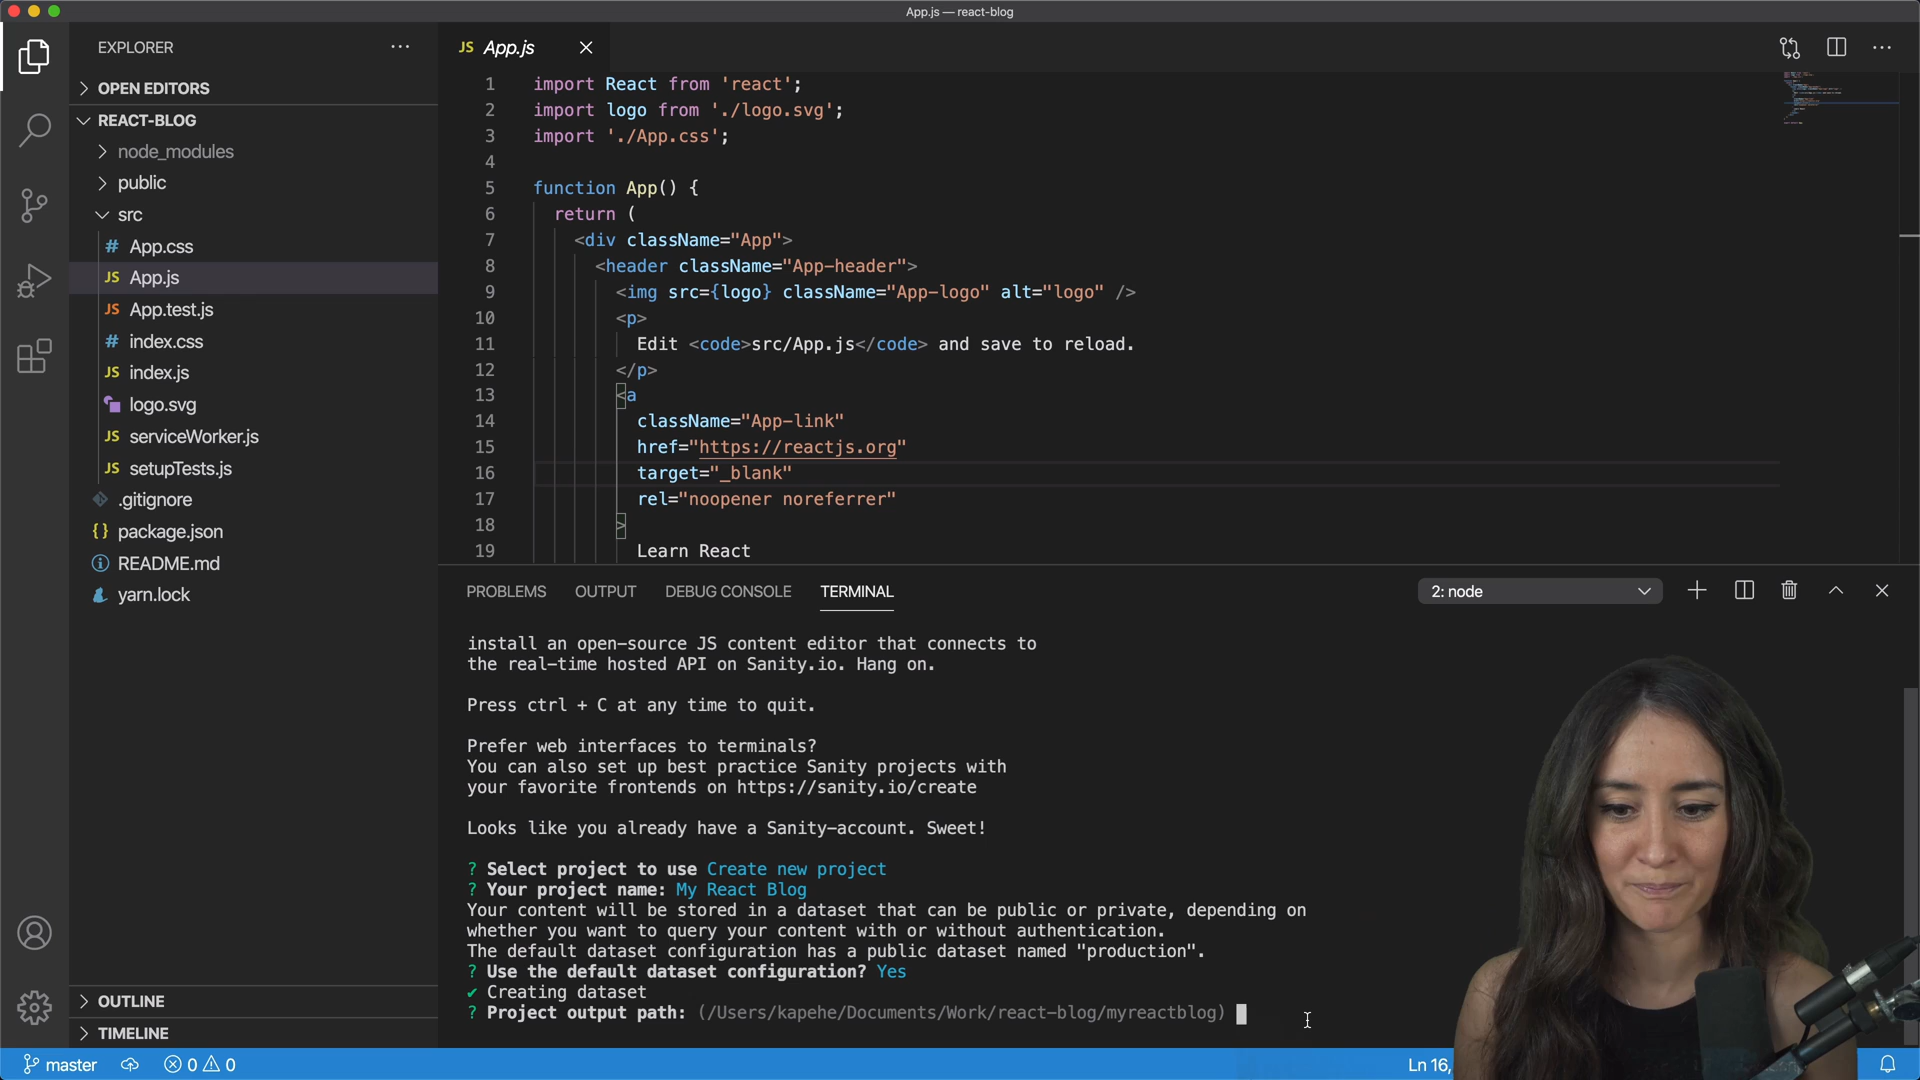 App.js — react-blog
EXPLORER
OPEN EDITORS
REACT-BLOG
node_modules
public
src
# App.css
JS App.js
JS App.test.js
# index.css
JS index.js
logo.svg
JS serviceWorker.js
JS setupTests.js
.gitignore
{} package.json
README.md
yarn.lock
OUTLINE
TIMELINE
JS App.js
1 import React from 'react';
2 import logo from './logo.svg';
3 import './App.css';
4
5 function App() {
6 return (
7 <div className="App">
8 <header className="App-header">
9 <img src={logo} className="App-logo" alt="logo" />
10 <p>
11 Edit <code>src/App.js</code> and save to reload.
12 </p>
13 <a
14 className="App-link"
15 href="https://reactjs.org"
16 target="_blank"
17 rel="noopener noreferrer"
18 >
19 Learn React
PROBLEMS OUTPUT DEBUG CONSOLE TERMINAL 2: node
install an open-source JS content editor that connects to
the real-time hosted API on Sanity.io. Hang on.
Press ctrl + C at any time to quit.
Prefer web interfaces to terminals?
You can also set up best practice Sanity projects with
your favorite frontends on https://sanity.io/create
Looks like you already have a Sanity-account. Sweet!
? Select project to use Create new project
? Your project name: My React Blog
Your content will be stored in a dataset that can be public or private, depending on
whether you want to query your content with or without authentication.
The default dataset configuration has a public dataset named "production".
? Use the default dataset configuration? Yes
✔ Creating dataset
? Project output path: (/Users/kapehe/Documents/Work/react-blog/myreactblog)
master 0 0 Ln 16,